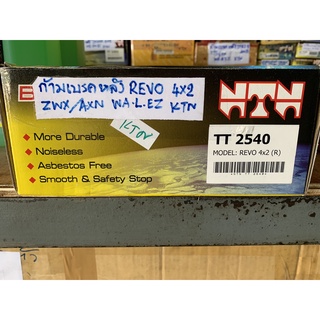 ก้ามเบรคหลัง REVO 4x2
ZWX/AXN WA-L.EZ KTN
KTN
NTN
More Durable
Noiseless
Asbestos Free
Smooth & Safety Stop
TT 2540
MODEL: REVO 4x2 (R)